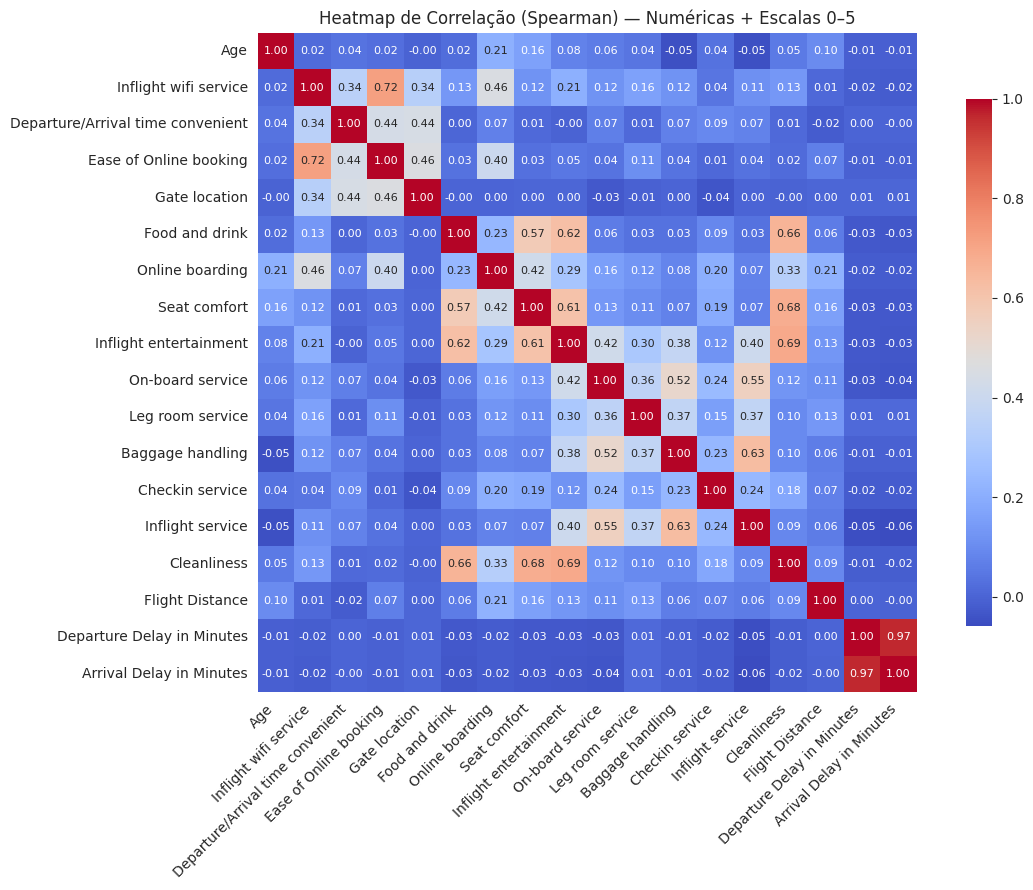 Heatmap de Correlação (Spearman) — Numéricas + Escalas 0–5
Age 1.00 0.02 0.04 0.02 -0.00 0.02 0.21 0.16 0.08 0.06 0.04 -0.05 0.04 -0.05 0.05 0.10 -0.01 -0.01
Inflight wifi service 0.02 1.00 0.34 0.72 0.34 0.13 0.46 0.12 0.21 0.12 0.16 0.12 0.04 0.11 0.13 0.01 -0.02 -0.02
Departure/Arrival time convenient 0.04 0.34 1.00 0.44 0.44 0.00 0.07 0.01 -0.00 0.07 0.01 0.07 0.09 0.07 0.01 -0.02 0.00 -0.00
Ease of Online booking 0.02 0.72 0.44 1.00 0.46 0.03 0.40 0.03 0.05 0.04 0.11 0.04 0.01 0.04 0.02 0.07 -0.01 -0.01
Gate location -0.00 0.34 0.44 0.46 1.00 -0.00 0.00 0.00 0.00 -0.03 -0.01 0.00 -0.04 0.00 -0.00 0.00 0.01 0.01
Food and drink 0.02 0.13 0.00 0.03 -0.00 1.00 0.23 0.57 0.62 0.06 0.03 0.03 0.09 0.03 0.66 0.06 -0.03 -0.03
Online boarding 0.21 0.46 0.07 0.40 0.00 0.23 1.00 0.42 0.29 0.16 0.12 0.08 0.20 0.07 0.33 0.21 -0.02 -0.02
Seat comfort 0.16 0.12 0.01 0.03 0.00 0.57 0.42 1.00 0.61 0.13 0.11 0.07 0.19 0.07 0.68 0.16 -0.03 -0.03
Inflight entertainment 0.08 0.21 -0.00 0.05 0.00 0.62 0.29 0.61 1.00 0.42 0.30 0.38 0.12 0.40 0.69 0.13 -0.03 -0.03
On-board service 0.06 0.12 0.07 0.04 -0.03 0.06 0.16 0.13 0.42 1.00 0.36 0.52 0.24 0.55 0.12 0.11 -0.03 -0.04
Leg room service 0.04 0.16 0.01 0.11 -0.01 0.03 0.12 0.11 0.30 0.36 1.00 0.37 0.15 0.37 0.10 0.13 0.01 0.01
Baggage handling -0.05 0.12 0.07 0.04 0.00 0.03 0.08 0.07 0.38 0.52 0.37 1.00 0.23 0.63 0.10 0.06 -0.01 -0.01
Checkin service 0.04 0.04 0.09 0.01 -0.04 0.09 0.20 0.19 0.12 0.24 0.15 0.23 1.00 0.24 0.18 0.07 -0.02 -0.02
Inflight service -0.05 0.11 0.07 0.04 0.00 0.03 0.07 0.07 0.40 0.55 0.37 0.63 0.24 1.00 0.09 0.06 -0.05 -0.06
Cleanliness 0.05 0.13 0.01 0.02 -0.00 0.66 0.33 0.68 0.69 0.12 0.10 0.10 0.18 0.09 1.00 0.09 -0.01 -0.02
Flight Distance 0.10 0.01 -0.02 0.07 0.00 0.06 0.21 0.16 0.13 0.11 0.13 0.06 0.07 0.06 0.09 1.00 0.00 -0.00
Departure Delay in Minutes -0.01 -0.02 0.00 -0.01 0.01 -0.03 -0.02 -0.03 -0.03 -0.03 0.01 -0.01 -0.02 -0.05 -0.01 0.00 1.00 0.97
Arrival Delay in Minutes -0.01 -0.02 -0.00 -0.01 0.01 -0.03 -0.02 -0.03 -0.03 -0.04 0.01 -0.01 -0.02 -0.06 -0.02 -0.00 0.97 1.00
Age
Inflight wifi service
Departure/Arrival time convenient
Ease of Online booking
Gate location
Food and drink
Online boarding
Seat comfort
Inflight entertainment
On-board service
Leg room service
Baggage handling
Checkin service
Inflight service
Cleanliness
Flight Distance
Departure Delay in Minutes
Arrival Delay in Minutes
1.0
0.8
0.6
0.4
0.2
0.0